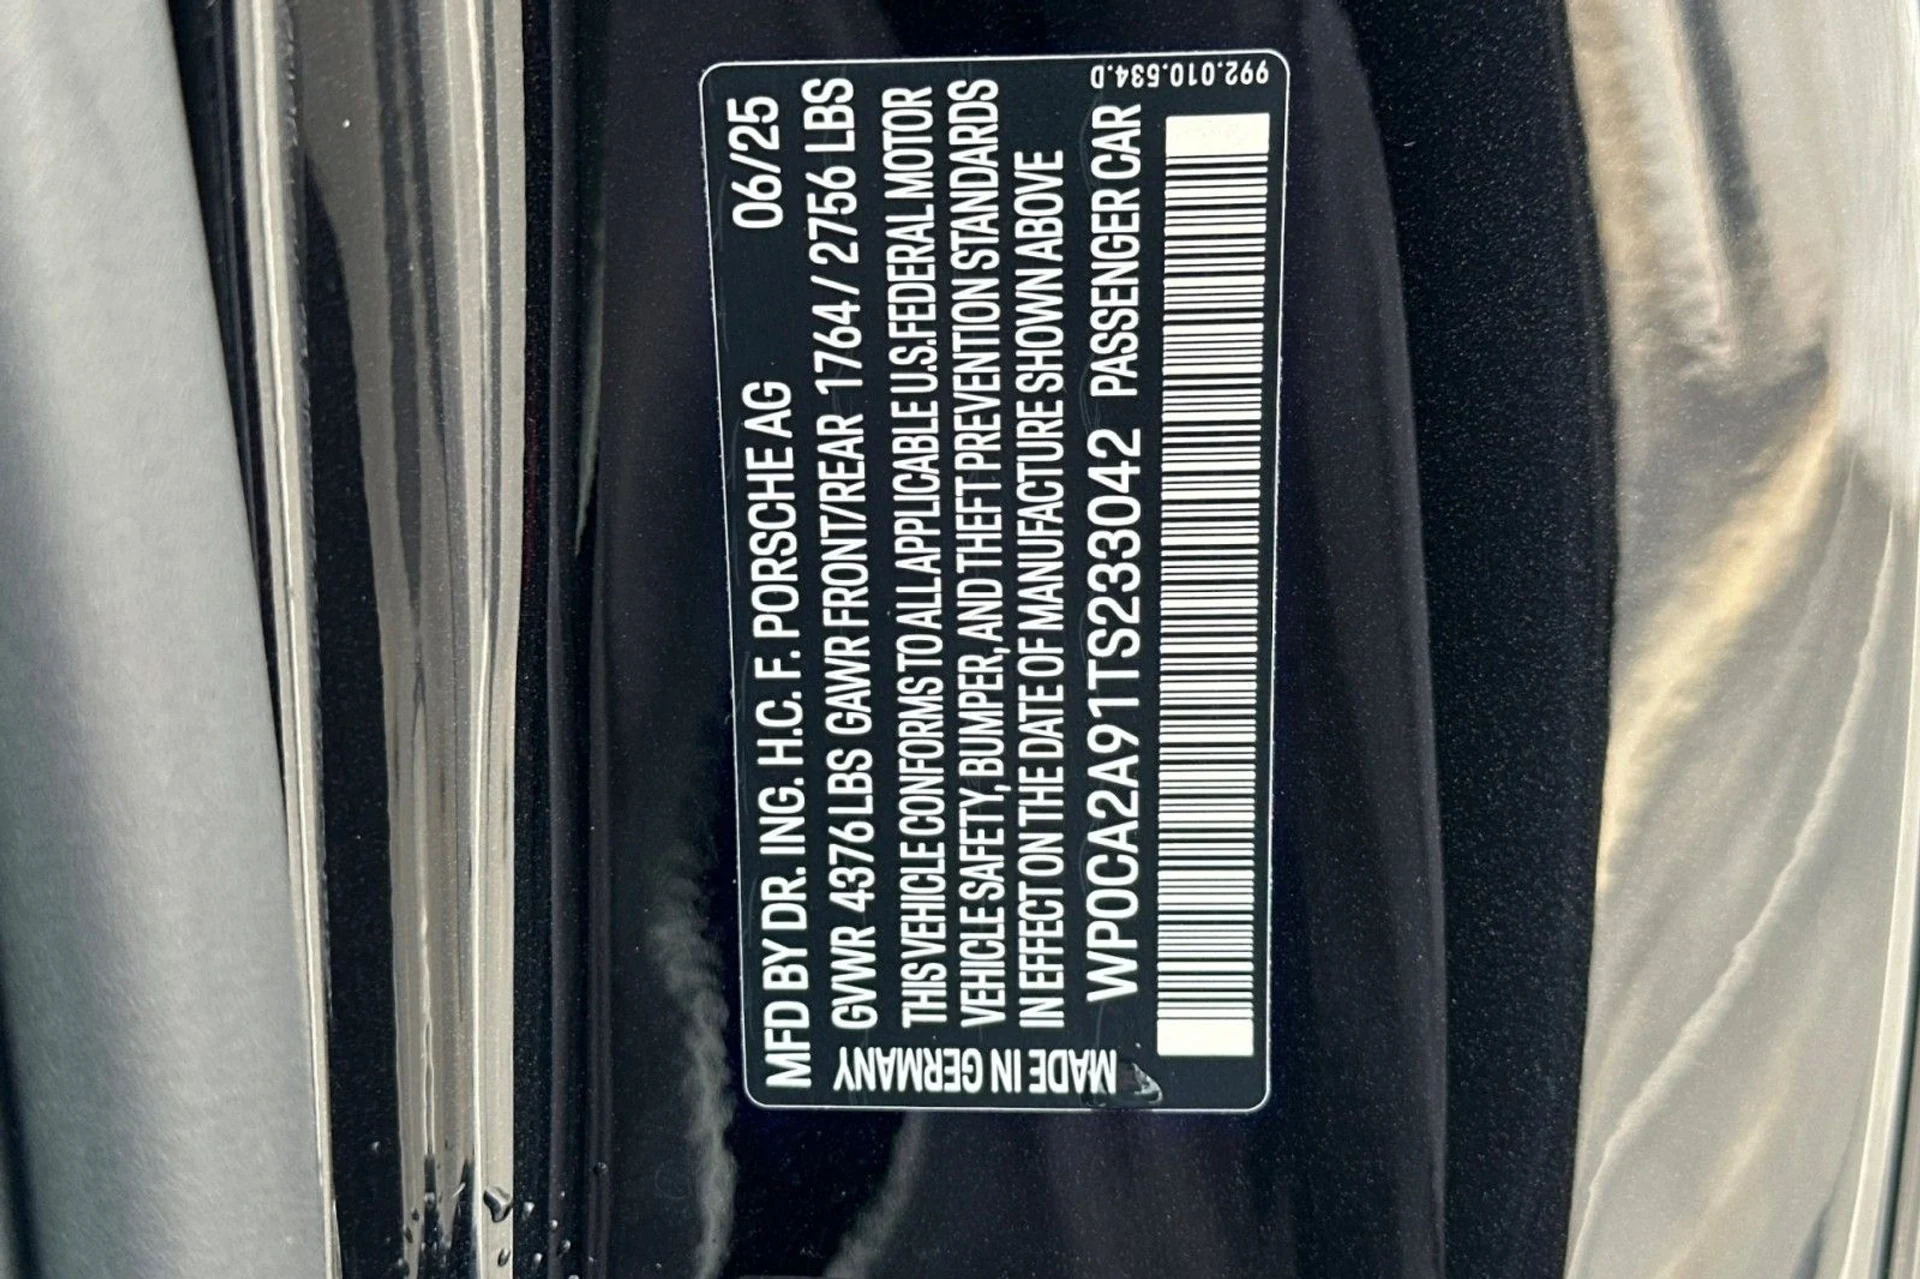 MFD BY DR. ING. H.C. F. PORSCHE AG 06/25
GVWR 4376 LBS GAWR FRONT/REAR 1764 / 2756 LBS
THIS VEHICLE CONFORMS TO ALL APPLICABLE U.S. FEDERAL MOTOR
VEHICLE SAFETY, BUMPER, AND THEFT PREVENTION STANDARDS
IN EFFECT ON THE DATE OF MANUFACTURE SHOWN ABOVE
WP0CA2A91TS233042 PASSENGER CAR
MADE IN GERMANY
992.010.534.D